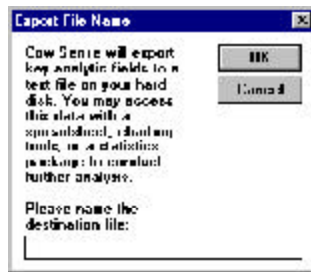 Export File Name
OK
Cow Sense will export
key analytic fields to a
text file on your hard
disk. You may access
this data with a
spreadsheet, charting
tools, or a statistics
package to conduct
further analysis.
Cancel
Please name the
destination file: